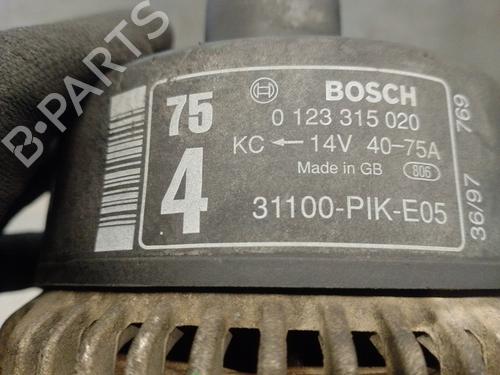 B-PARTS
75
4
BOSCH
0 123 315 020
KC ← 14V 40-75A
Made in GB 806
31100-PIK-E05
36/97 769